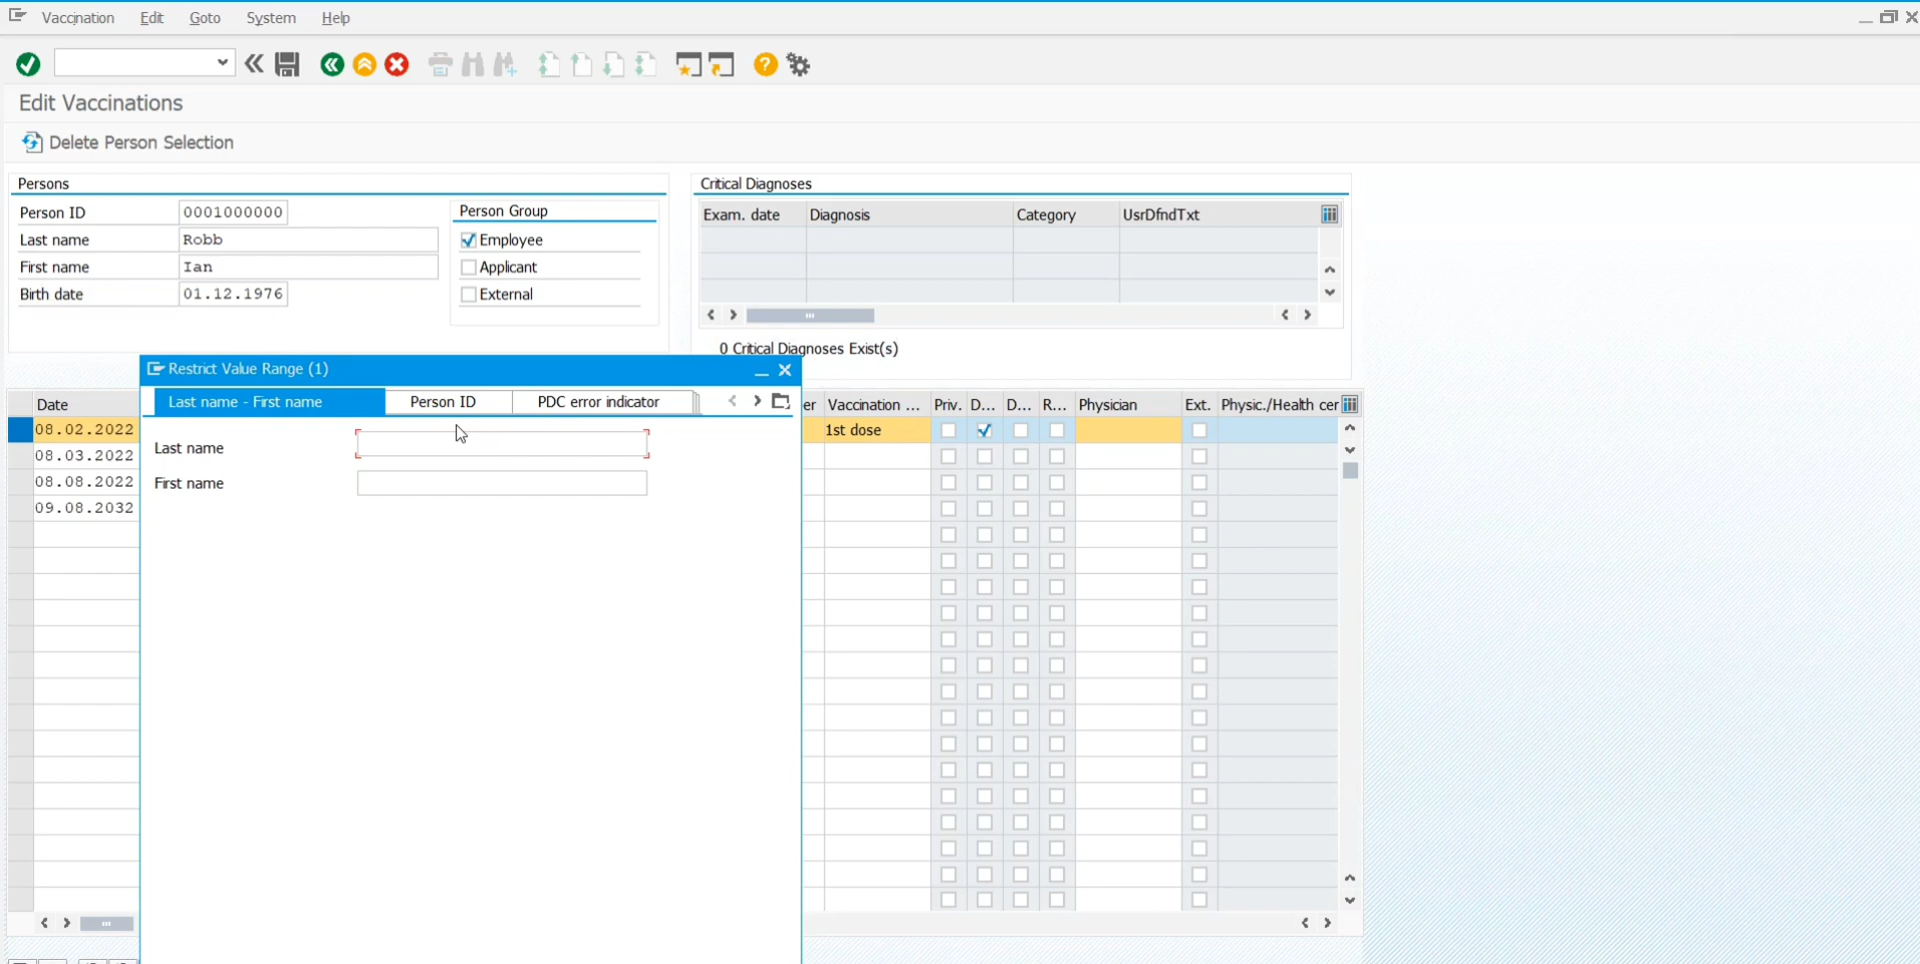 Vaccination Edit Goto System Help
Edit Vaccinations
Delete Person Selection
Persons
Person ID 0001000000
Last name Robb
First name Ian
Birth date 01.12.1976
Person Group
Employee
Applicant
External
Critical Diagnoses
Exam. date Diagnosis Category UsrDfndTxt
0 Critical Diagnoses Exist(s)
Restrict Value Range (1)
Last name - First name Person ID PDC error indicator
Last name
First name
Date er Vaccination ... Priv. D... D... R... Physician Ext. Physic./Health cer
08.02.2022 1st dose
08.03.2022
08.08.2022
09.08.2032